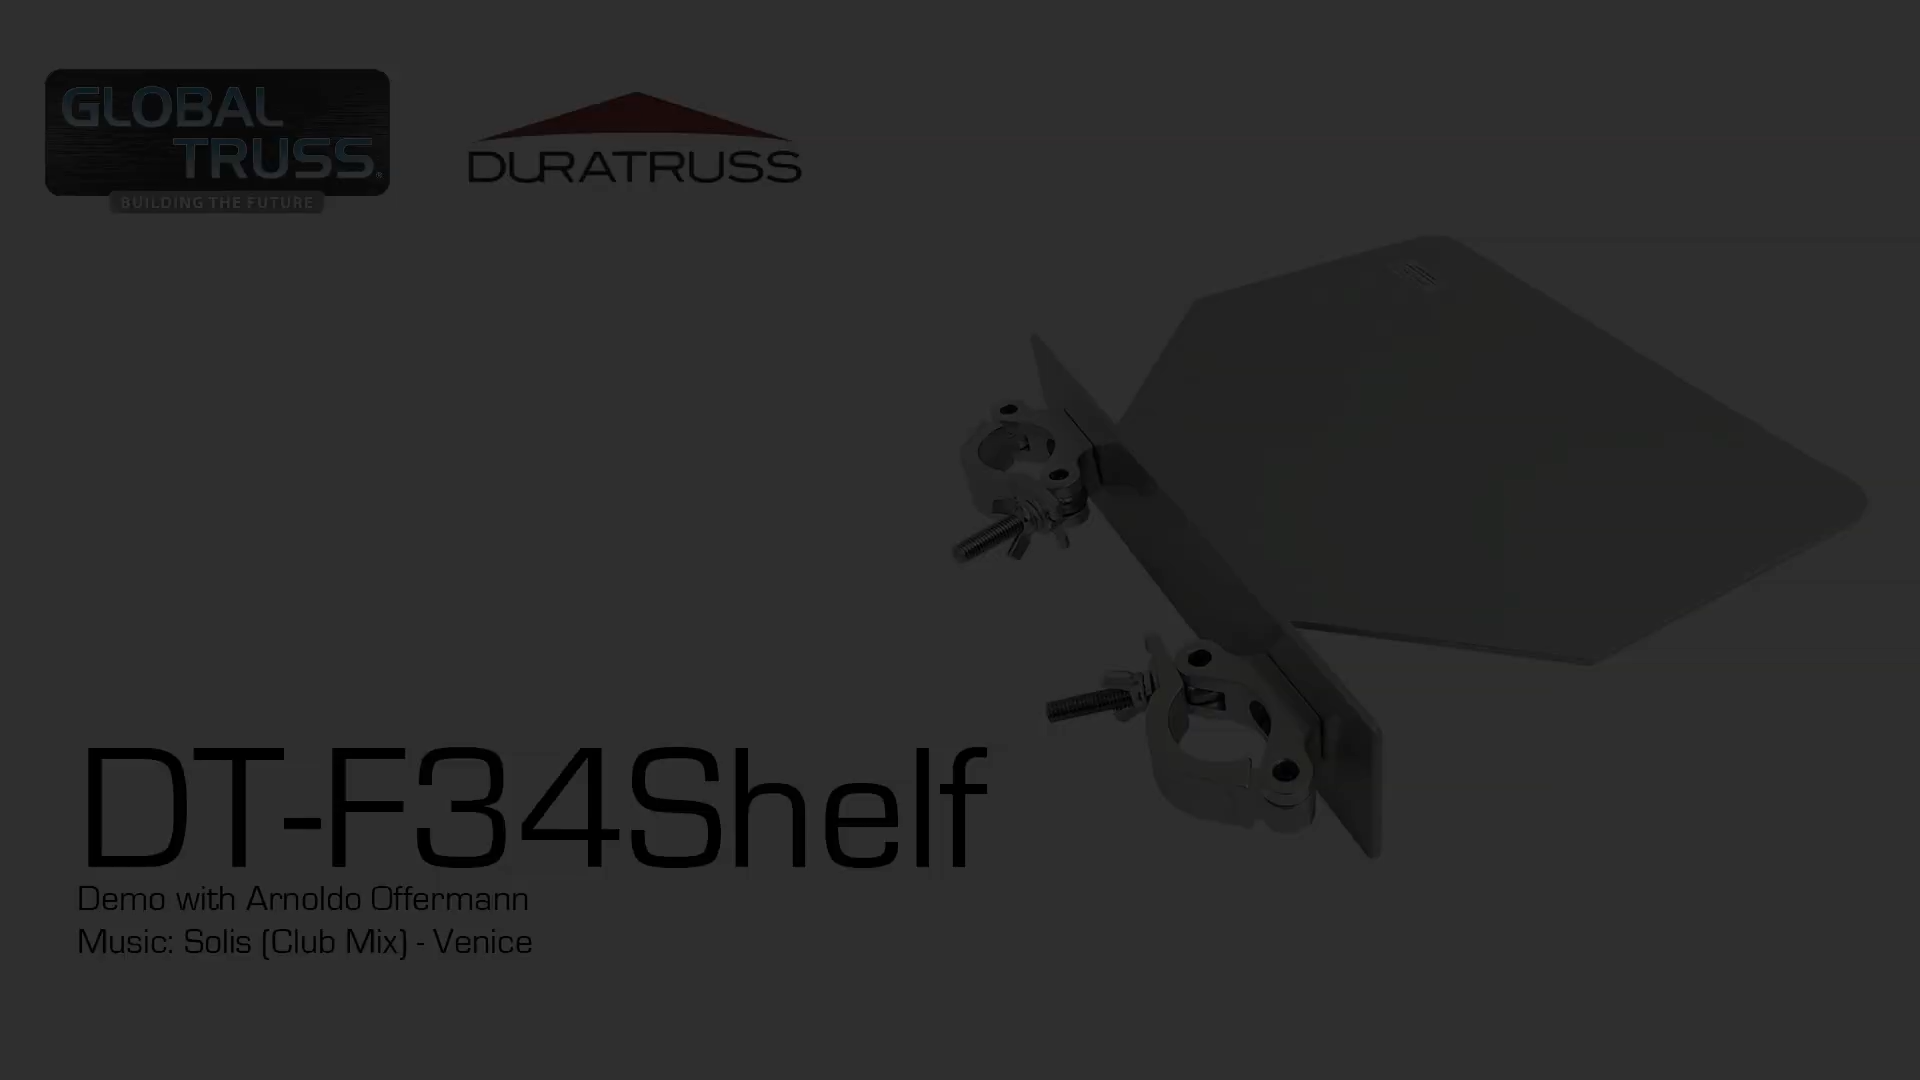 GLOBAL
TRUSS®
BUILDING THE FUTURE
DURATRUSS
DT-F34Shelf
Demo with Arnoldo Offermann
Music: Solis (Club Mix) - Venice